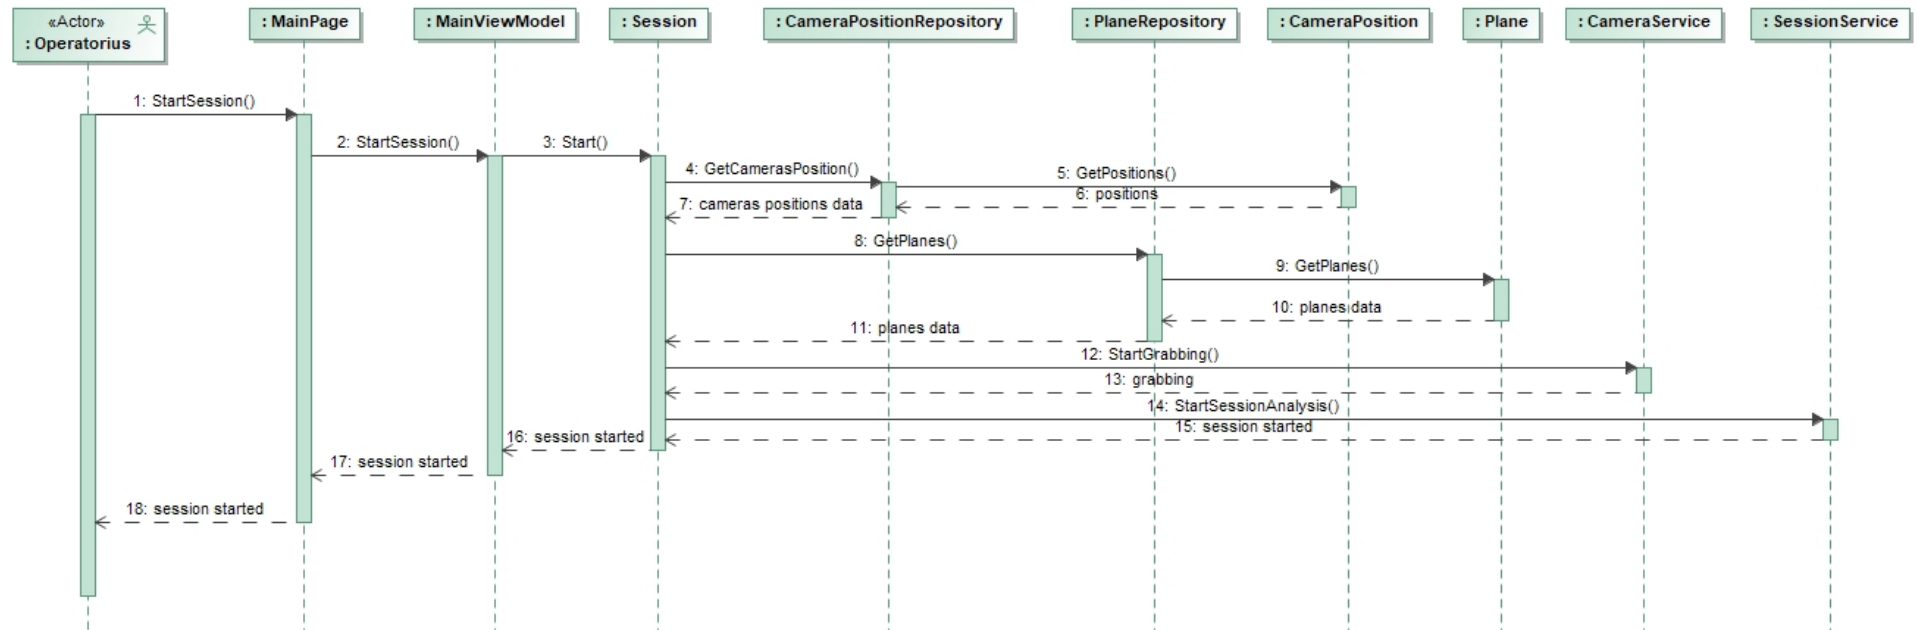 «Actor»
: Operatorius
: MainPage
: MainViewModel
: Session
: CameraPositionRepository
: PlaneRepository
: CameraPosition
: Plane
: CameraService
: SessionService
1: StartSession()
2: StartSession()
3: Start()
4: GetCamerasPosition()
5: GetPositions()
6: positions
7: cameras positions data
8: GetPlanes()
9: GetPlanes()
10: planes data
11: planes data
12: StartGrabbing()
13: grabbing
14: StartSessionAnalysis()
15: session started
16: session started
17: session started
18: session started